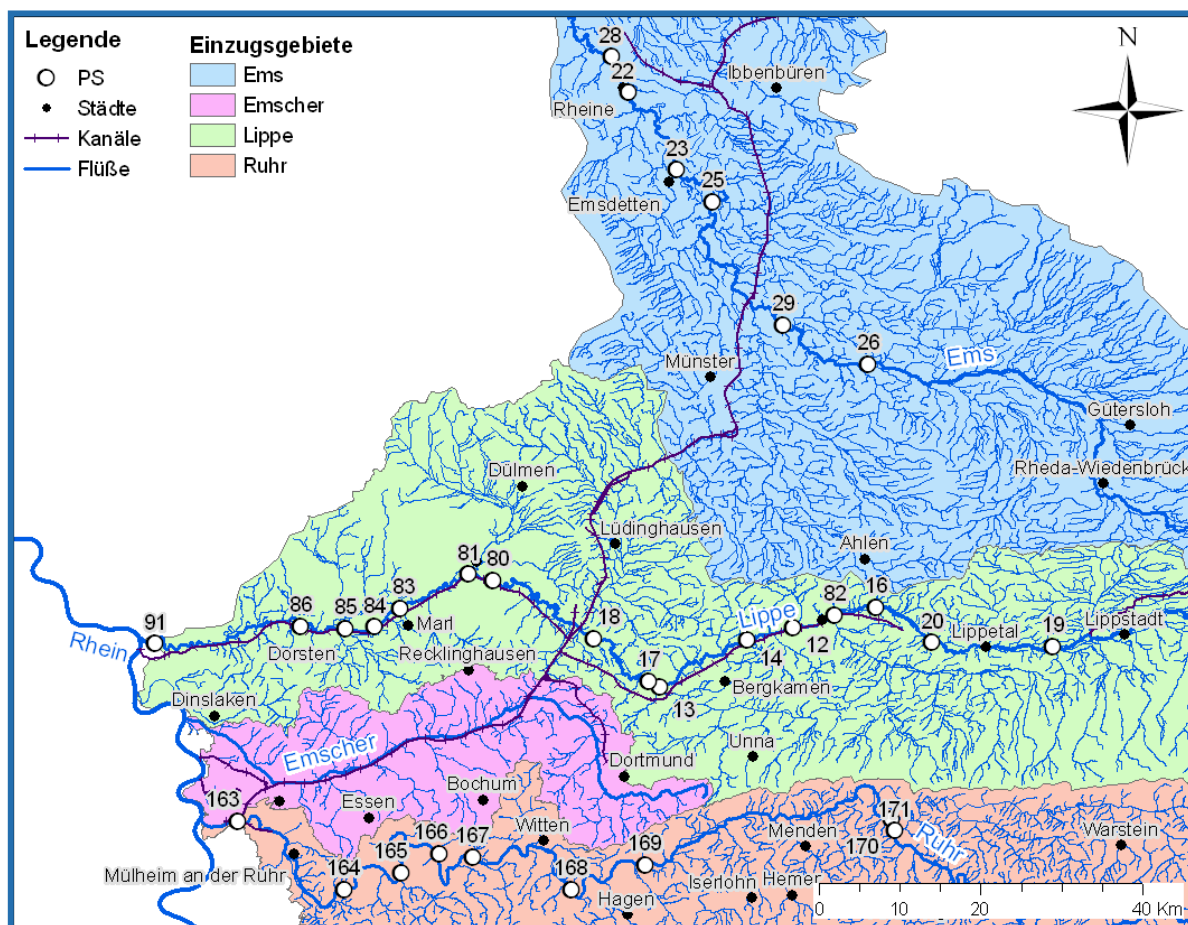 Legende
PS
Städte
Kanäle
Flüße
Einzugsgebiete
Ems
Emscher
Lippe
Ruhr
N
28
Ibbenbüren
22
Rheine
23
25
Emsdetten
29
26
Ems
Münster
Gütersloh
Rheda-Wiedenbrück
Dülmen
Lüdinghausen
Ahlen
81
80
83
86
85
84
91
Marl
Dorsten
Rhein
Recklinghausen
18
17
13
Lippe
14
12
82
16
20
Lippetal
19
Lippstadt
Bergkamen
Dinslaken
Unna
Emscher
Dortmund
Bochum
Essen
163
166
167
Witten
169
Menden
171
170
Ruhr
Warstein
165
164
168
Mülheim an der Ruhr
Iserlohn
Hemer
Hagen
0
10
20
40 Km